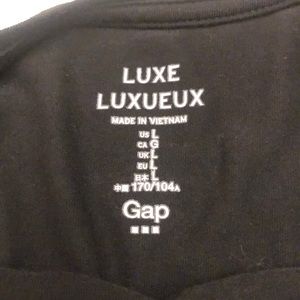 LUXE
LUXUEUX
MADE IN VIETNAM
US L
CA G
UK L
EU L
日本 L
中国 170/104A
Gap